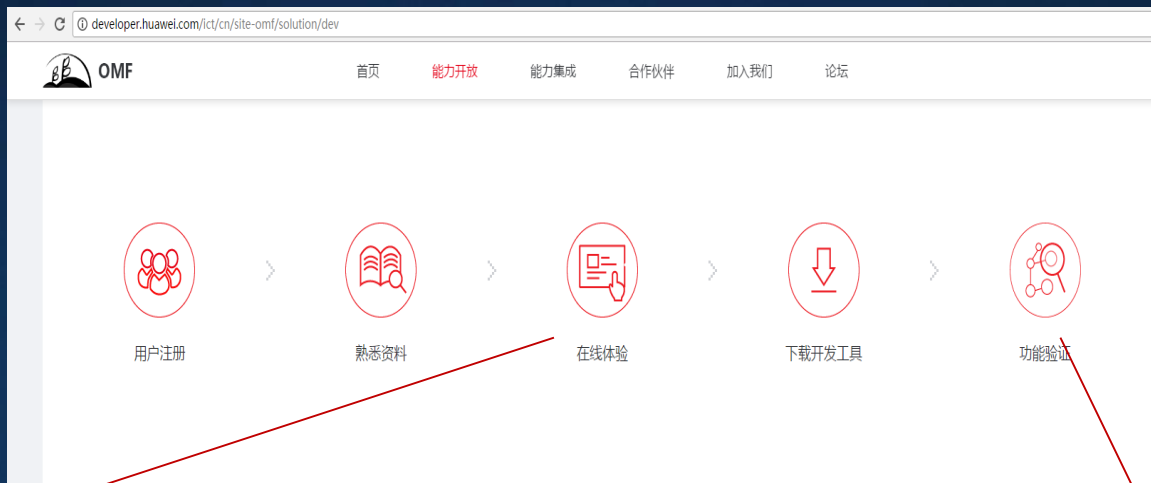 developer.huawei.com/ict/cn/site-omf/solution/dev
OMF 首页 能力开放 能力集成 合作伙伴 加入我们 论坛
用户注册 熟悉资料 在线体验 下载开发工具 功能验证